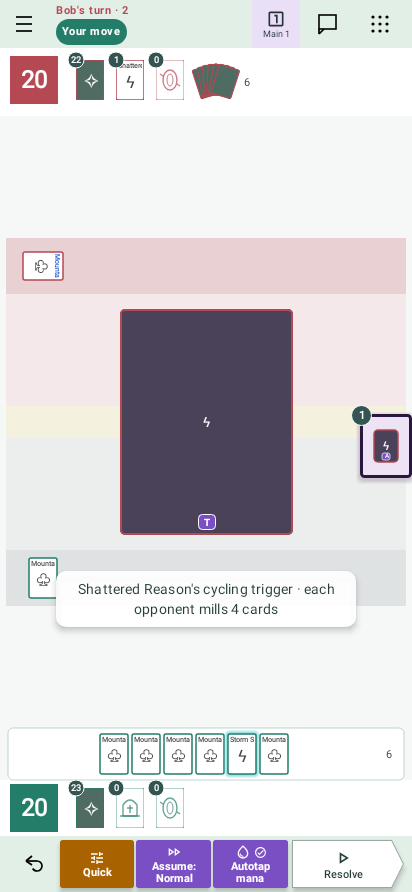 Bob's turn · 2
Your move
1
Main 1
20
22
1
Shattere
0
6
Mounta
1
A
T
Shattered Reason's cycling trigger · each
opponent mills 4 cards
Mounta
Mounta
Mounta
Mounta
Mounta
Storm S
Mounta
6
20
23
0
0
Quick
Assume:
Normal
Autotap
mana
Resolve